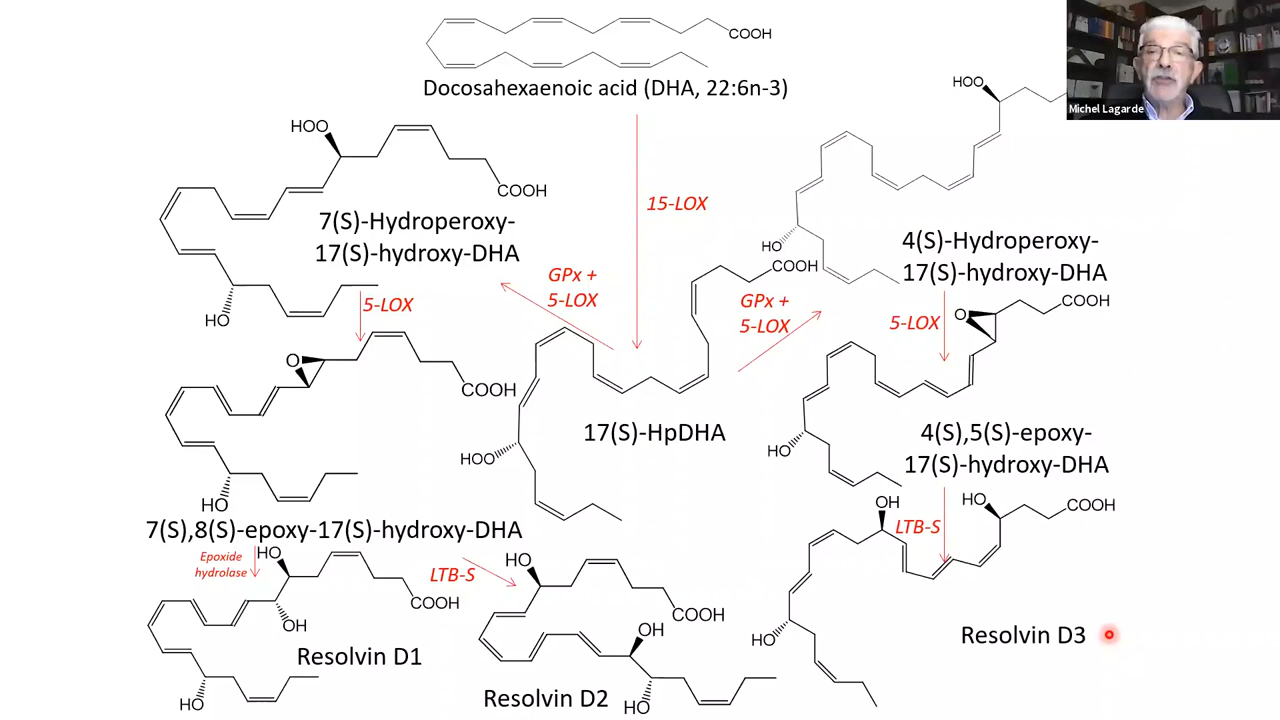 COOH
Docosahexaenoic acid (DHA, 22:6n-3)
Michel Lagarde
HOO
COOH
7(S)-Hydroperoxy-
17(S)-hydroxy-DHA
HO
15-LOX
HOO
HO
4(S)-Hydroperoxy-
17(S)-hydroxy-DHA
GPx +
5-LOX
COOH
GPx +
5-LOX
5-LOX
5-LOX
O
COOH
HO
7(S),8(S)-epoxy-17(S)-hydroxy-DHA
17(S)-HpDHA
HOO
O
COOH
HO
4(S),5(S)-epoxy-
17(S)-hydroxy-DHA
Epoxide
hydrolase
HO
COOH
OH
HO
Resolvin D1
LTB-S
HO
COOH
OH
HO
Resolvin D2
LTB-S
OH
HO
COOH
HO
Resolvin D3